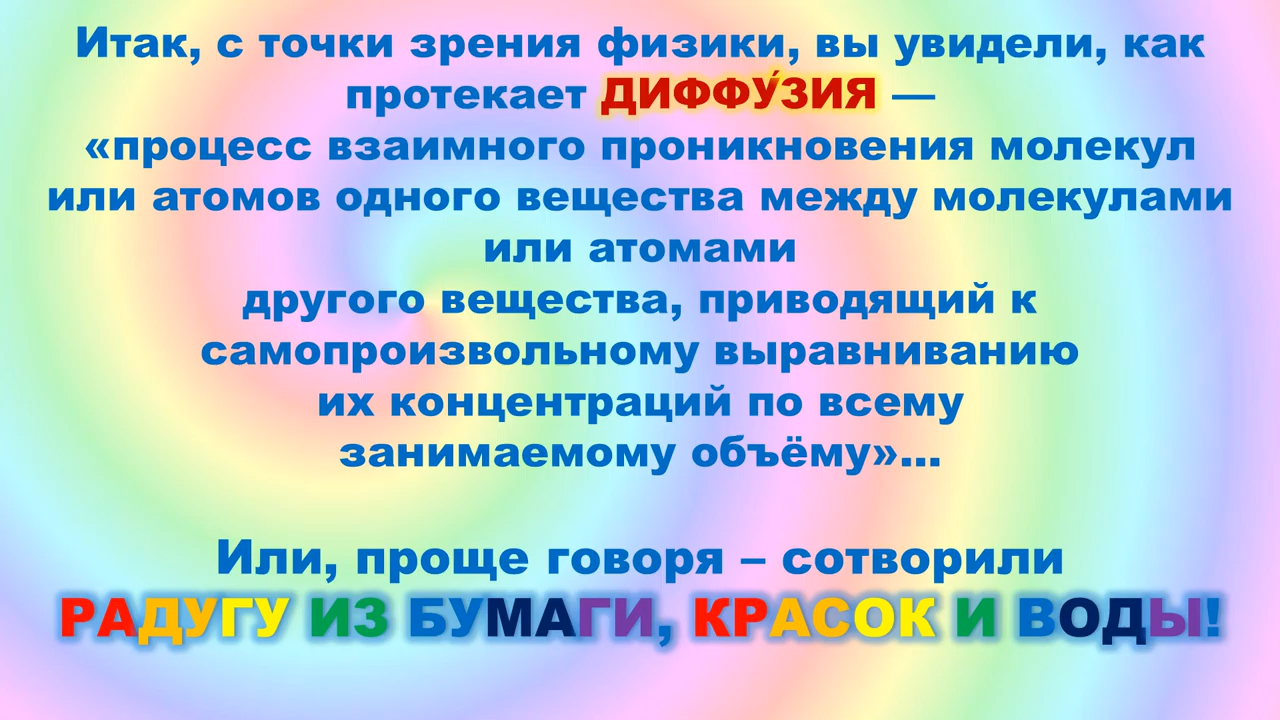 Итак, с точки зрения физики, вы увидели, как
протекает ДИФФУ́ЗИЯ —
«процесс взаимного проникновения молекул
или атомов одного вещества между молекулами
или атомами
другого вещества, приводящий к
самопроизвольному выравниванию
их концентраций по всему
занимаемому объёму»...
Или, проще говоря – сотворили
РАДУГУ ИЗ БУМАГИ, КРАСОК И ВОДЫ!